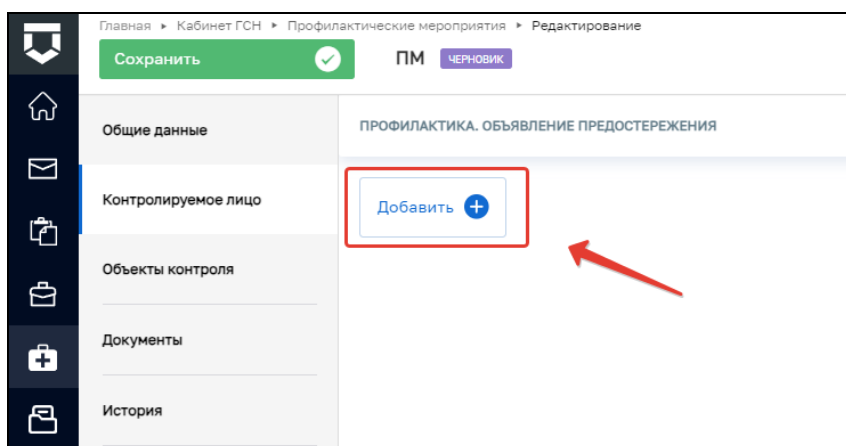 Главная ▸ Кабинет ГСН ▸ Профилактические мероприятия ▸ Редактирование
Сохранить ПМ ЧЕРНОВИК
Общие данные
ПРОФИЛАКТИКА. ОБЪЯВЛЕНИЕ ПРЕДОСТЕРЕЖЕНИЯ
Контролируемое лицо
Добавить
Объекты контроля
Документы
История